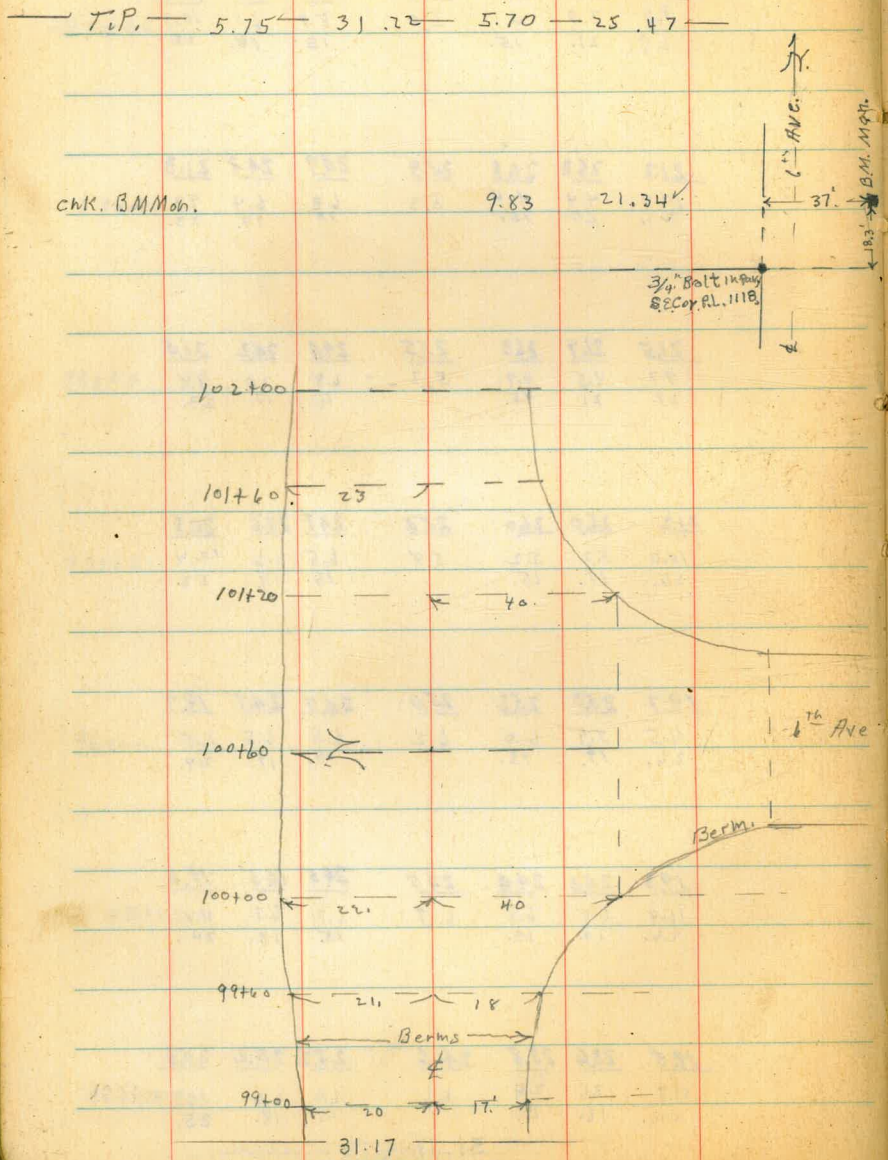 T.P. 5.75 31.22 5.70 25.47
N.
6th AVE.
B.M. Mon.
chk. BMMon. 9.83 21.34 ✓
37'
18.3'
3/4" Bolt in Pav.
S.E Cor. P.L. 1118
102+00
101+60 23
101+20 40.
100+60
6th Ave
Berm.
100+00 22. 40
99+60 21. 18
Berms
℄
99+00 20 17'
31.17